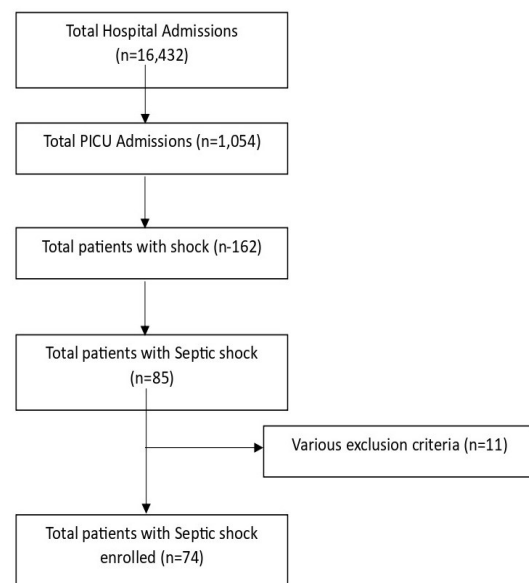 Total Hospital Admissions
(n=16,432)
Total PICU Admissions (n=1,054)
Total patients with shock (n-162)
Total patients with Septic shock
(n=85)
Various exclusion criteria (n=11)
Total patients with Septic shock
enrolled (n=74)